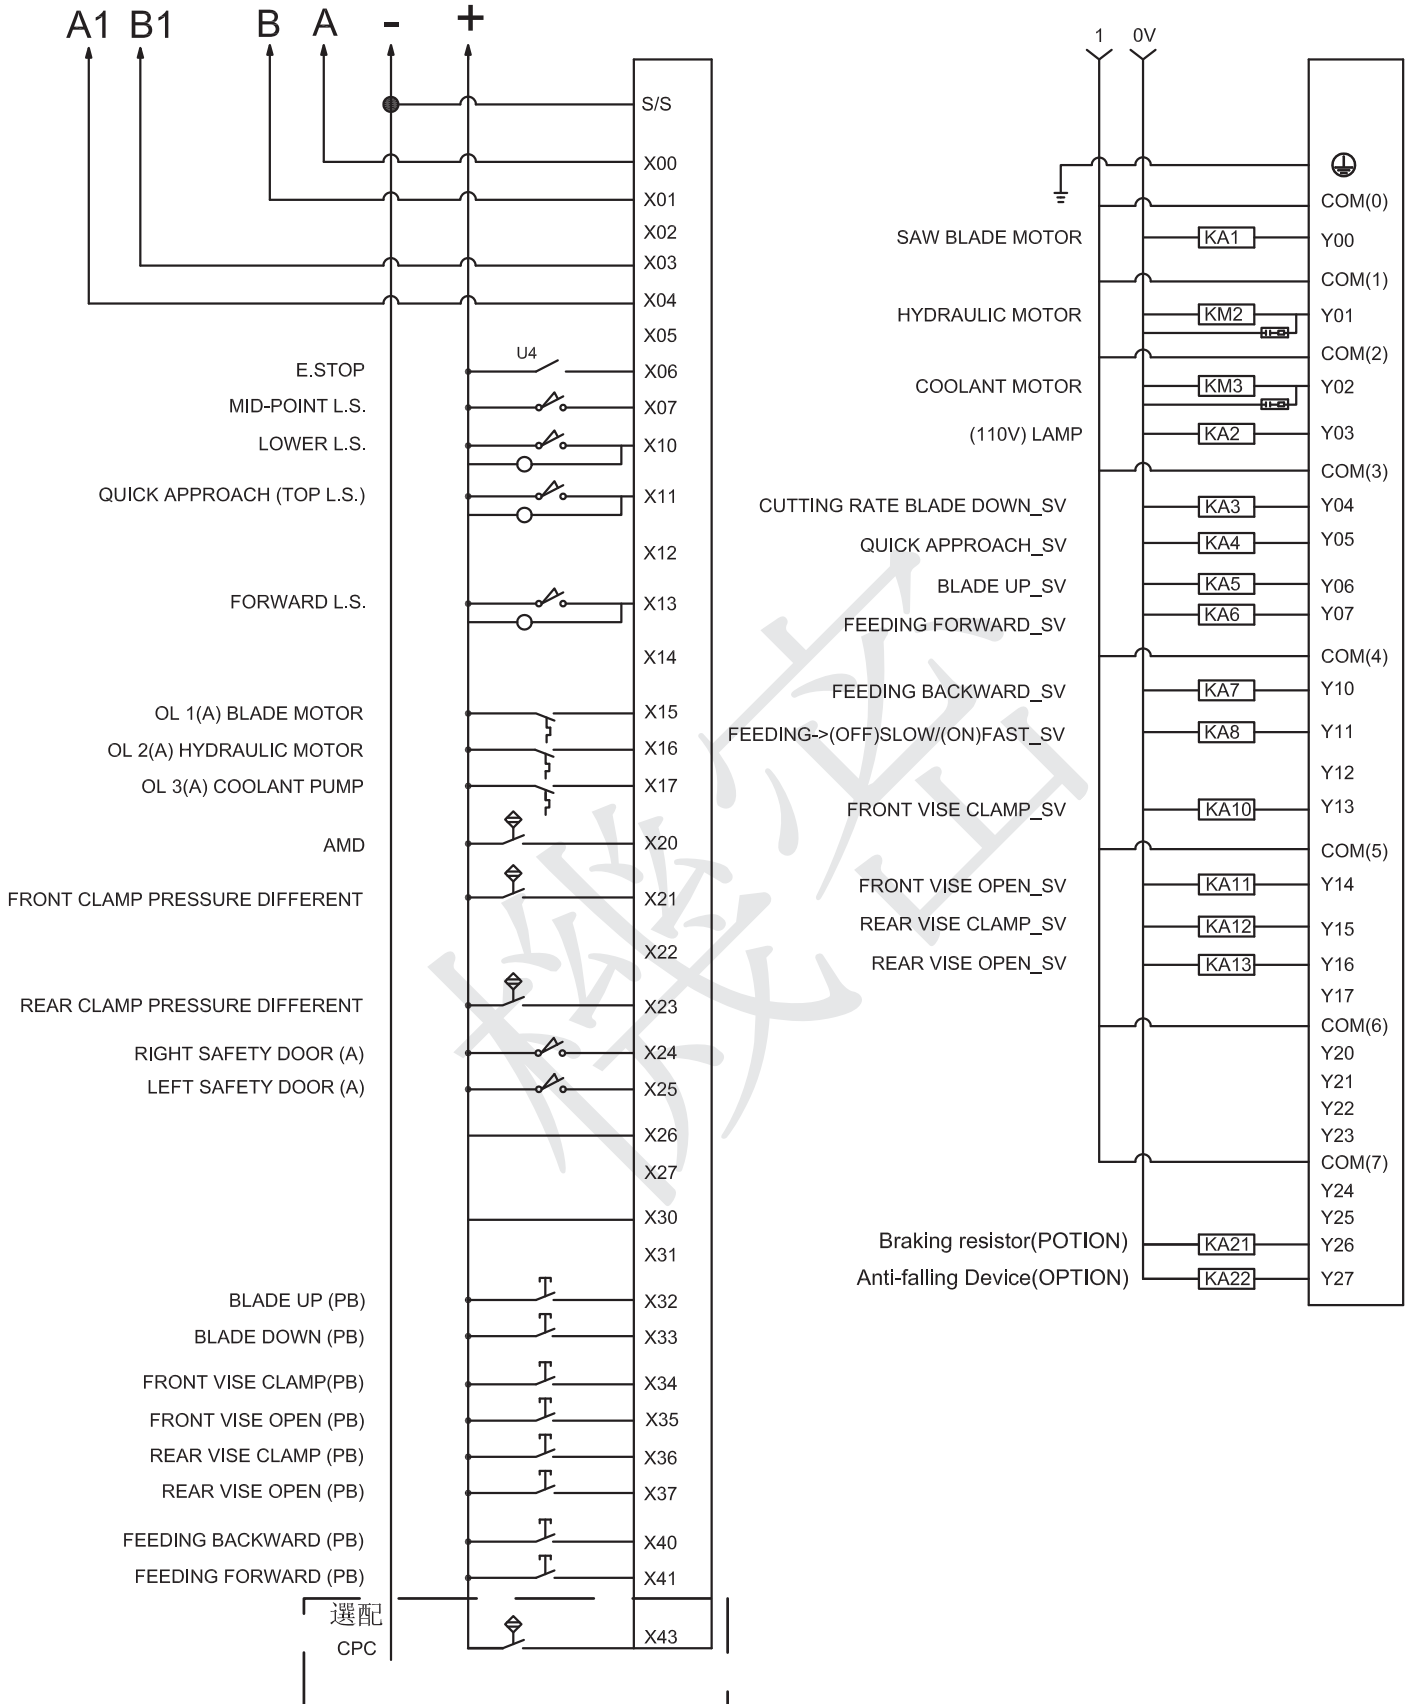 A1 B1 B A - +
S/S
X00
X01
X02
X03
X04
X05
E.STOP U4 X06
MID-POINT L.S. X07
LOWER L.S. X10
QUICK APPROACH (TOP L.S.) X11
X12
FORWARD L.S. X13
X14
OL 1(A) BLADE MOTOR X15
OL 2(A) HYDRAULIC MOTOR X16
OL 3(A) COOLANT PUMP X17
AMD X20
FRONT CLAMP PRESSURE DIFFERENT X21
X22
REAR CLAMP PRESSURE DIFFERENT X23
RIGHT SAFETY DOOR (A) X24
LEFT SAFETY DOOR (A) X25
X26
X27
X30
X31
BLADE UP (PB) X32
BLADE DOWN (PB) X33
FRONT VISE CLAMP(PB) X34
FRONT VISE OPEN (PB) X35
REAR VISE CLAMP (PB) X36
REAR VISE OPEN (PB) X37
FEEDING BACKWARD (PB) X40
FEEDING FORWARD (PB) X41
選配
CPC X43
1 0V
COM(0)
SAW BLADE MOTOR KA1 Y00
COM(1)
HYDRAULIC MOTOR KM2 Y01
COM(2)
COOLANT MOTOR KM3 Y02
(110V) LAMP KA2 Y03
COM(3)
CUTTING RATE BLADE DOWN_SV KA3 Y04
QUICK APPROACH_SV KA4 Y05
BLADE UP_SV KA5 Y06
FEEDING FORWARD_SV KA6 Y07
COM(4)
FEEDING BACKWARD_SV KA7 Y10
FEEDING->(OFF)SLOW/(ON)FAST_SV KA8 Y11
Y12
FRONT VISE CLAMP_SV KA10 Y13
COM(5)
FRONT VISE OPEN_SV KA11 Y14
REAR VISE CLAMP_SV KA12 Y15
REAR VISE OPEN_SV KA13 Y16
Y17
COM(6)
Y20
Y21
Y22
Y23
COM(7)
Y24
Y25
Braking resistor(POTION) KA21 Y26
Anti-falling Device(OPTION) KA22 Y27
機密